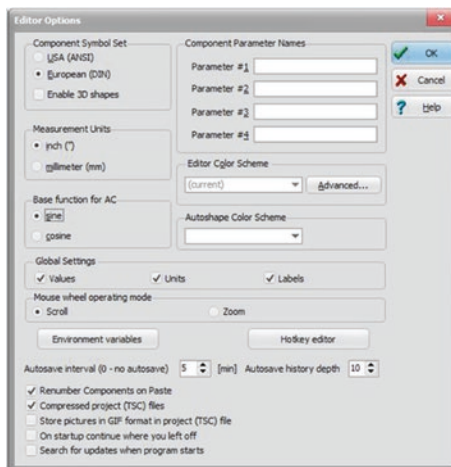 Editor Options
Component Symbol Set
USA (ANSI)
European (DIN)
Enable 3D shapes
Measurement Units
inch (")
millimeter (mm)
Base function for AC
sine
cosine
Component Parameter Names
Parameter #1
Parameter #2
Parameter #3
Parameter #4
Editor Color Scheme
(current)
Advanced...
Autoshape Color Scheme
OK
Cancel
Help
Global Settings
Values Units Labels
Mouse wheel operating mode
Scroll Zoom
Environment variables Hotkey editor
Autosave interval (0 - no autosave) 5 [min] Autosave history depth 10
Renumber Components on Paste
Compressed project (TSC) files
Store pictures in GIF format in project (TSC) file
On startup continue where you left off
Search for updates when program starts